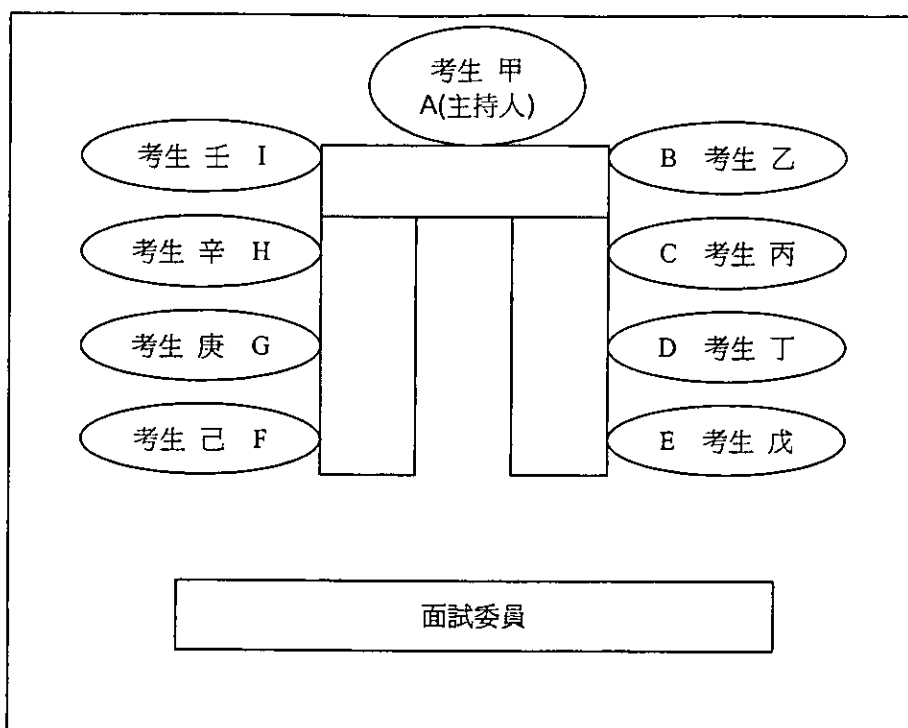 考生 甲
A(主持人)
考生 壬 I
B 考生 乙
考生 辛 H
C 考生 丙
考生 庚 G
D 考生 丁
考生 己 F
E 考生 戊
面試委員